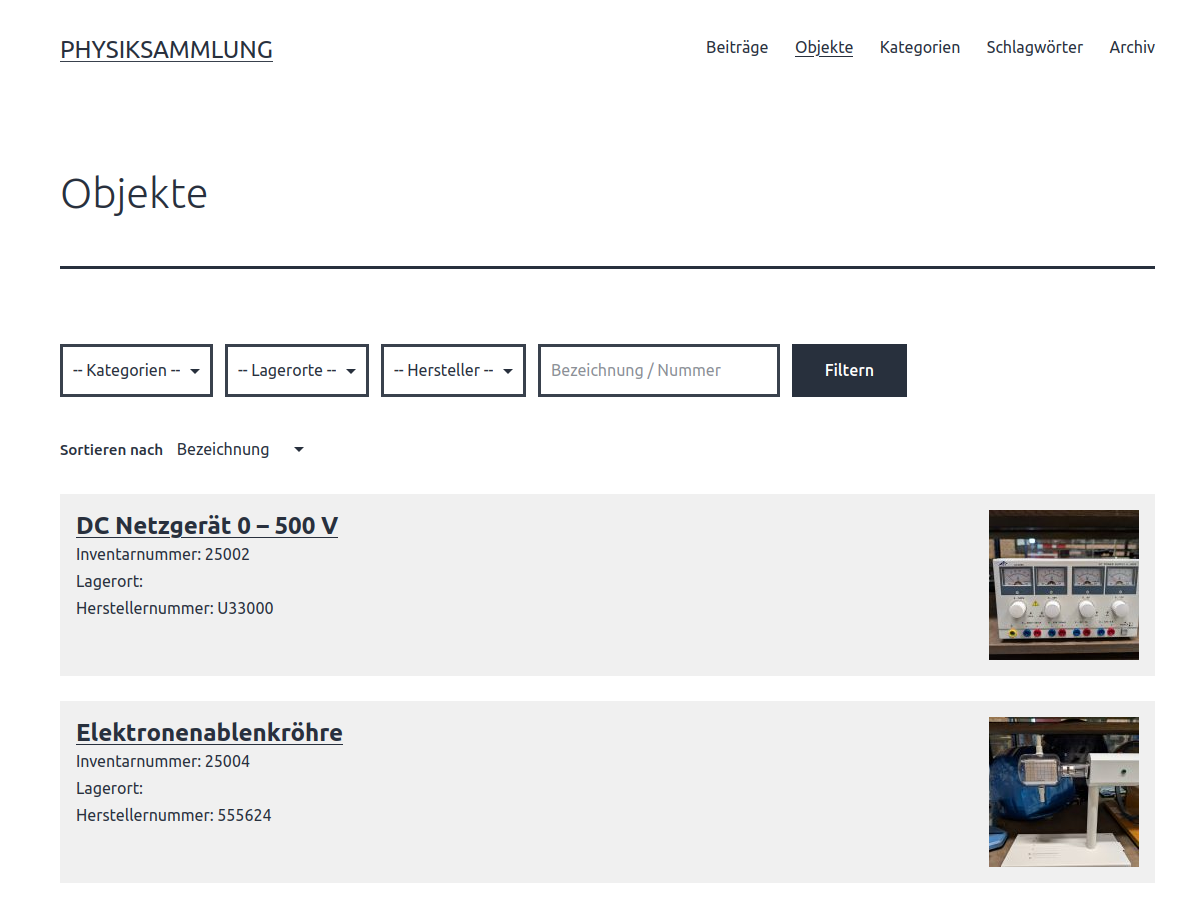 PHYSIKSAMMLUNG
Beiträge Objekte Kategorien Schlagwörter Archiv
Objekte
-- Kategorien -- -- Lagerorte -- -- Hersteller -- Bezeichnung / Nummer Filtern
Sortieren nach Bezeichnung
DC Netzgerät 0 – 500 V
Inventarnummer: 25002
Lagerort:
Herstellernummer: U33000
Elektronenablenkröhre
Inventarnummer: 25004
Lagerort:
Herstellernummer: 555624